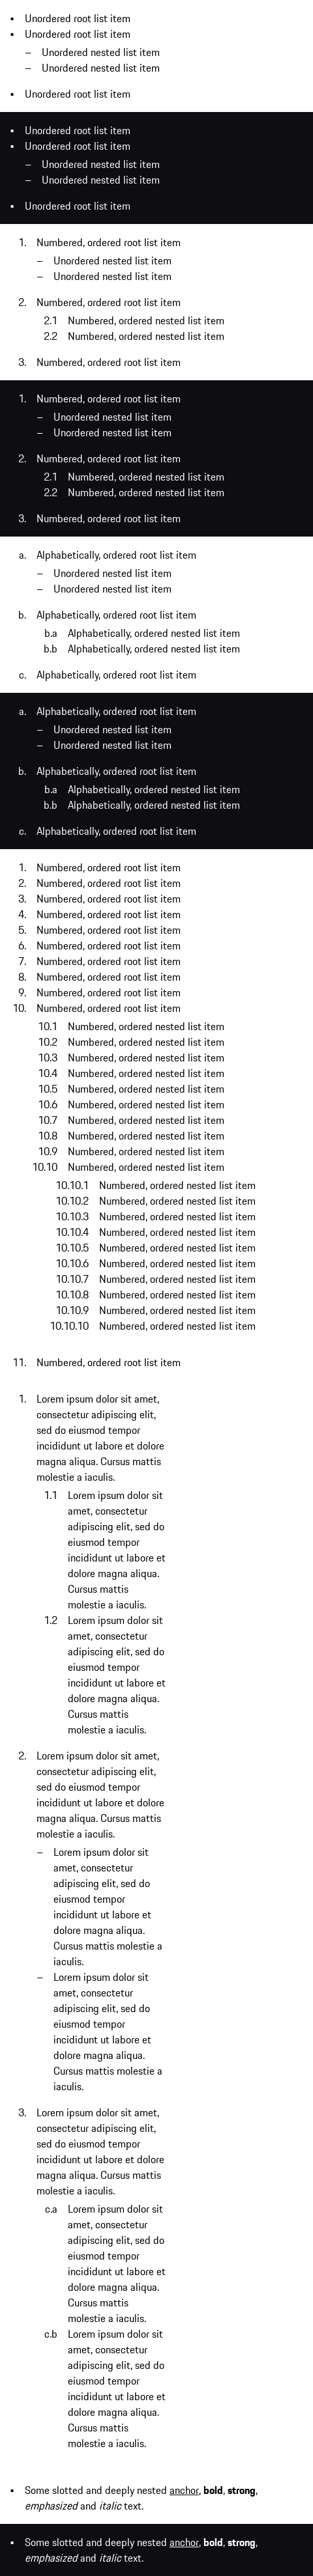 ▪ Unordered root list item
▪ Unordered root list item
– Unordered nested list item
– Unordered nested list item
▪ Unordered root list item
▪ Unordered root list item
▪ Unordered root list item
– Unordered nested list item
– Unordered nested list item
▪ Unordered root list item
1. Numbered, ordered root list item
– Unordered nested list item
– Unordered nested list item
2. Numbered, ordered root list item
2.1 Numbered, ordered nested list item
2.2 Numbered, ordered nested list item
3. Numbered, ordered root list item
1. Numbered, ordered root list item
– Unordered nested list item
– Unordered nested list item
2. Numbered, ordered root list item
2.1 Numbered, ordered nested list item
2.2 Numbered, ordered nested list item
3. Numbered, ordered root list item
a. Alphabetically, ordered root list item
– Unordered nested list item
– Unordered nested list item
b. Alphabetically, ordered root list item
b.a Alphabetically, ordered nested list item
b.b Alphabetically, ordered nested list item
c. Alphabetically, ordered root list item
a. Alphabetically, ordered root list item
– Unordered nested list item
– Unordered nested list item
b. Alphabetically, ordered root list item
b.a Alphabetically, ordered nested list item
b.b Alphabetically, ordered nested list item
c. Alphabetically, ordered root list item
1. Numbered, ordered root list item
2. Numbered, ordered root list item
3. Numbered, ordered root list item
4. Numbered, ordered root list item
5. Numbered, ordered root list item
6. Numbered, ordered root list item
7. Numbered, ordered root list item
8. Numbered, ordered root list item
9. Numbered, ordered root list item
10. Numbered, ordered root list item
10.1 Numbered, ordered nested list item
10.2 Numbered, ordered nested list item
10.3 Numbered, ordered nested list item
10.4 Numbered, ordered nested list item
10.5 Numbered, ordered nested list item
10.6 Numbered, ordered nested list item
10.7 Numbered, ordered nested list item
10.8 Numbered, ordered nested list item
10.9 Numbered, ordered nested list item
10.10 Numbered, ordered nested list item
10.10.1 Numbered, ordered nested list item
10.10.2 Numbered, ordered nested list item
10.10.3 Numbered, ordered nested list item
10.10.4 Numbered, ordered nested list item
10.10.5 Numbered, ordered nested list item
10.10.6 Numbered, ordered nested list item
10.10.7 Numbered, ordered nested list item
10.10.8 Numbered, ordered nested list item
10.10.9 Numbered, ordered nested list item
10.10.10 Numbered, ordered nested list item
11. Numbered, ordered root list item
1. Lorem ipsum dolor sit amet,
consectetur adipiscing elit,
sed do eiusmod tempor
incididunt ut labore et dolore
magna aliqua. Cursus mattis
molestie a iaculis.
1.1 Lorem ipsum dolor sit
amet, consectetur
adipiscing elit, sed do
eiusmod tempor
incididunt ut labore et
dolore magna aliqua.
Cursus mattis
molestie a iaculis.
1.2 Lorem ipsum dolor sit
amet, consectetur
adipiscing elit, sed do
eiusmod tempor
incididunt ut labore et
dolore magna aliqua.
Cursus mattis
molestie a iaculis.
2. Lorem ipsum dolor sit amet,
consectetur adipiscing elit,
sed do eiusmod tempor
incididunt ut labore et dolore
magna aliqua. Cursus mattis
molestie a iaculis.
– Lorem ipsum dolor sit
amet, consectetur
adipiscing elit, sed do
eiusmod tempor
incididunt ut labore et
dolore magna aliqua.
Cursus mattis molestie a
iaculis.
– Lorem ipsum dolor sit
amet, consectetur
adipiscing elit, sed do
eiusmod tempor
incididunt ut labore et
dolore magna aliqua.
Cursus mattis molestie a
iaculis.
3. Lorem ipsum dolor sit amet,
consectetur adipiscing elit,
sed do eiusmod tempor
incididunt ut labore et dolore
magna aliqua. Cursus mattis
molestie a iaculis.
c.a Lorem ipsum dolor sit
amet, consectetur
adipiscing elit, sed do
eiusmod tempor
incididunt ut labore et
dolore magna aliqua.
Cursus mattis
molestie a iaculis.
c.b Lorem ipsum dolor sit
amet, consectetur
adipiscing elit, sed do
eiusmod tempor
incididunt ut labore et
dolore magna aliqua.
Cursus mattis
molestie a iaculis.
▪ Some slotted and deeply nested anchor, bold, strong,
emphasized and italic text.
▪ Some slotted and deeply nested anchor, bold, strong,
emphasized and italic text.